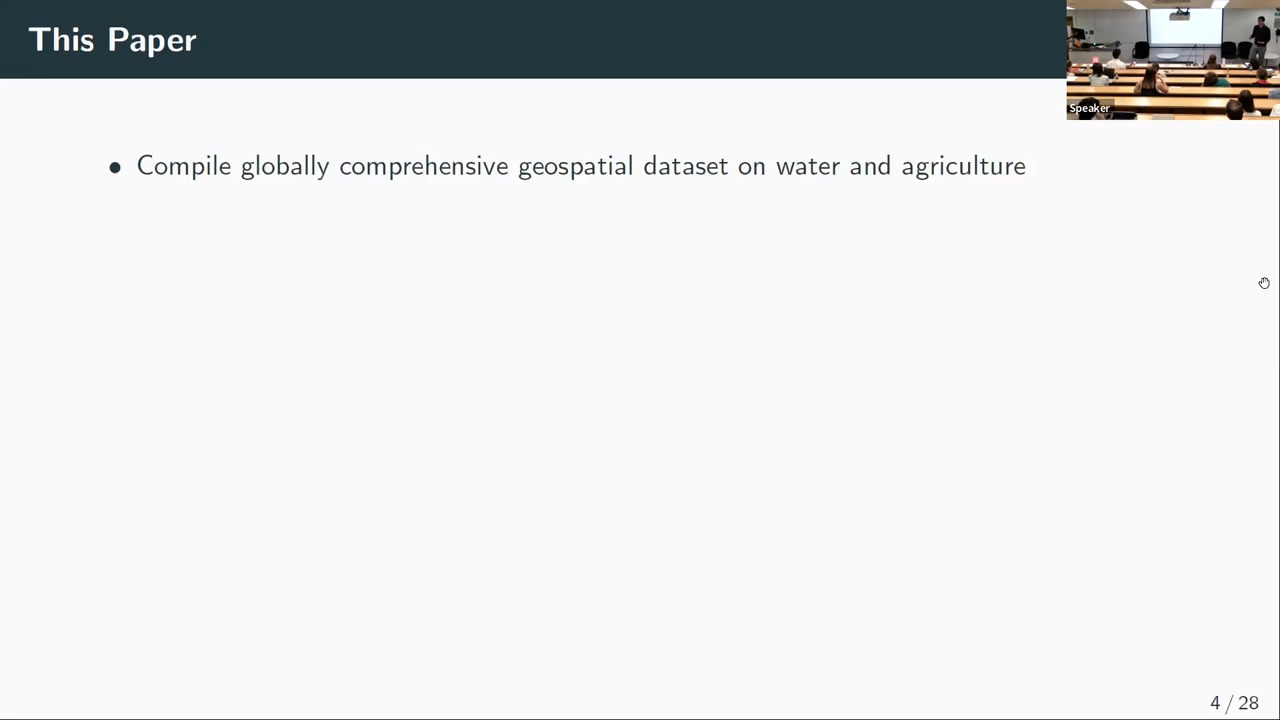 This Paper
Speaker
• Compile globally comprehensive geospatial dataset on water and agriculture
4 / 28